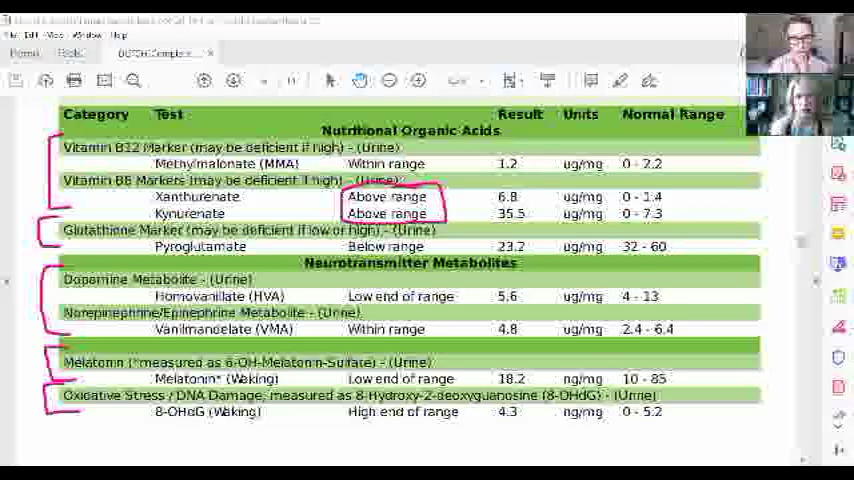 File Edit View Window Help
Home Tools DUTCH Complete...
Category Test Result Units Normal Range
Nutritional Organic Acids
Vitamin B12 Marker (may be deficient if high) - (Urine)
Methylmalonate (MMA) Within range 1.2 ug/mg 0 - 2.2
Vitamin B6 Markers (may be deficient if high) - (Urine)
Xanthurenate Above range 6.8 ug/mg 0 - 1.4
Kynurenate Above range 35.5 ug/mg 0 - 7.3
Glutathione Marker (may be deficient if low or high) - (Urine)
Pyroglutamate Below range 23.2 ug/mg 32 - 60
Neurotransmitter Metabolites
Dopamine Metabolite - (Urine)
Homovanillate (HVA) Low end of range 5.6 ug/mg 4 - 13
Norepinephrine/Epinephrine Metabolite - (Urine)
Vanilmandelate (VMA) Within range 4.8 ug/mg 2.4 - 6.4
Melatonin (*measured as 6-OH-Melatonin-Sulfate) - (Urine)
Melatonin* (Waking) Low end of range 18.2 ng/mg 10 - 85
Oxidative Stress / DNA Damage, measured as 8-Hydroxy-2-deoxyguanosine (8-OHdG) - (Urine)
8-OHdG (Waking) High end of range 4.3 ng/mg 0 - 5.2